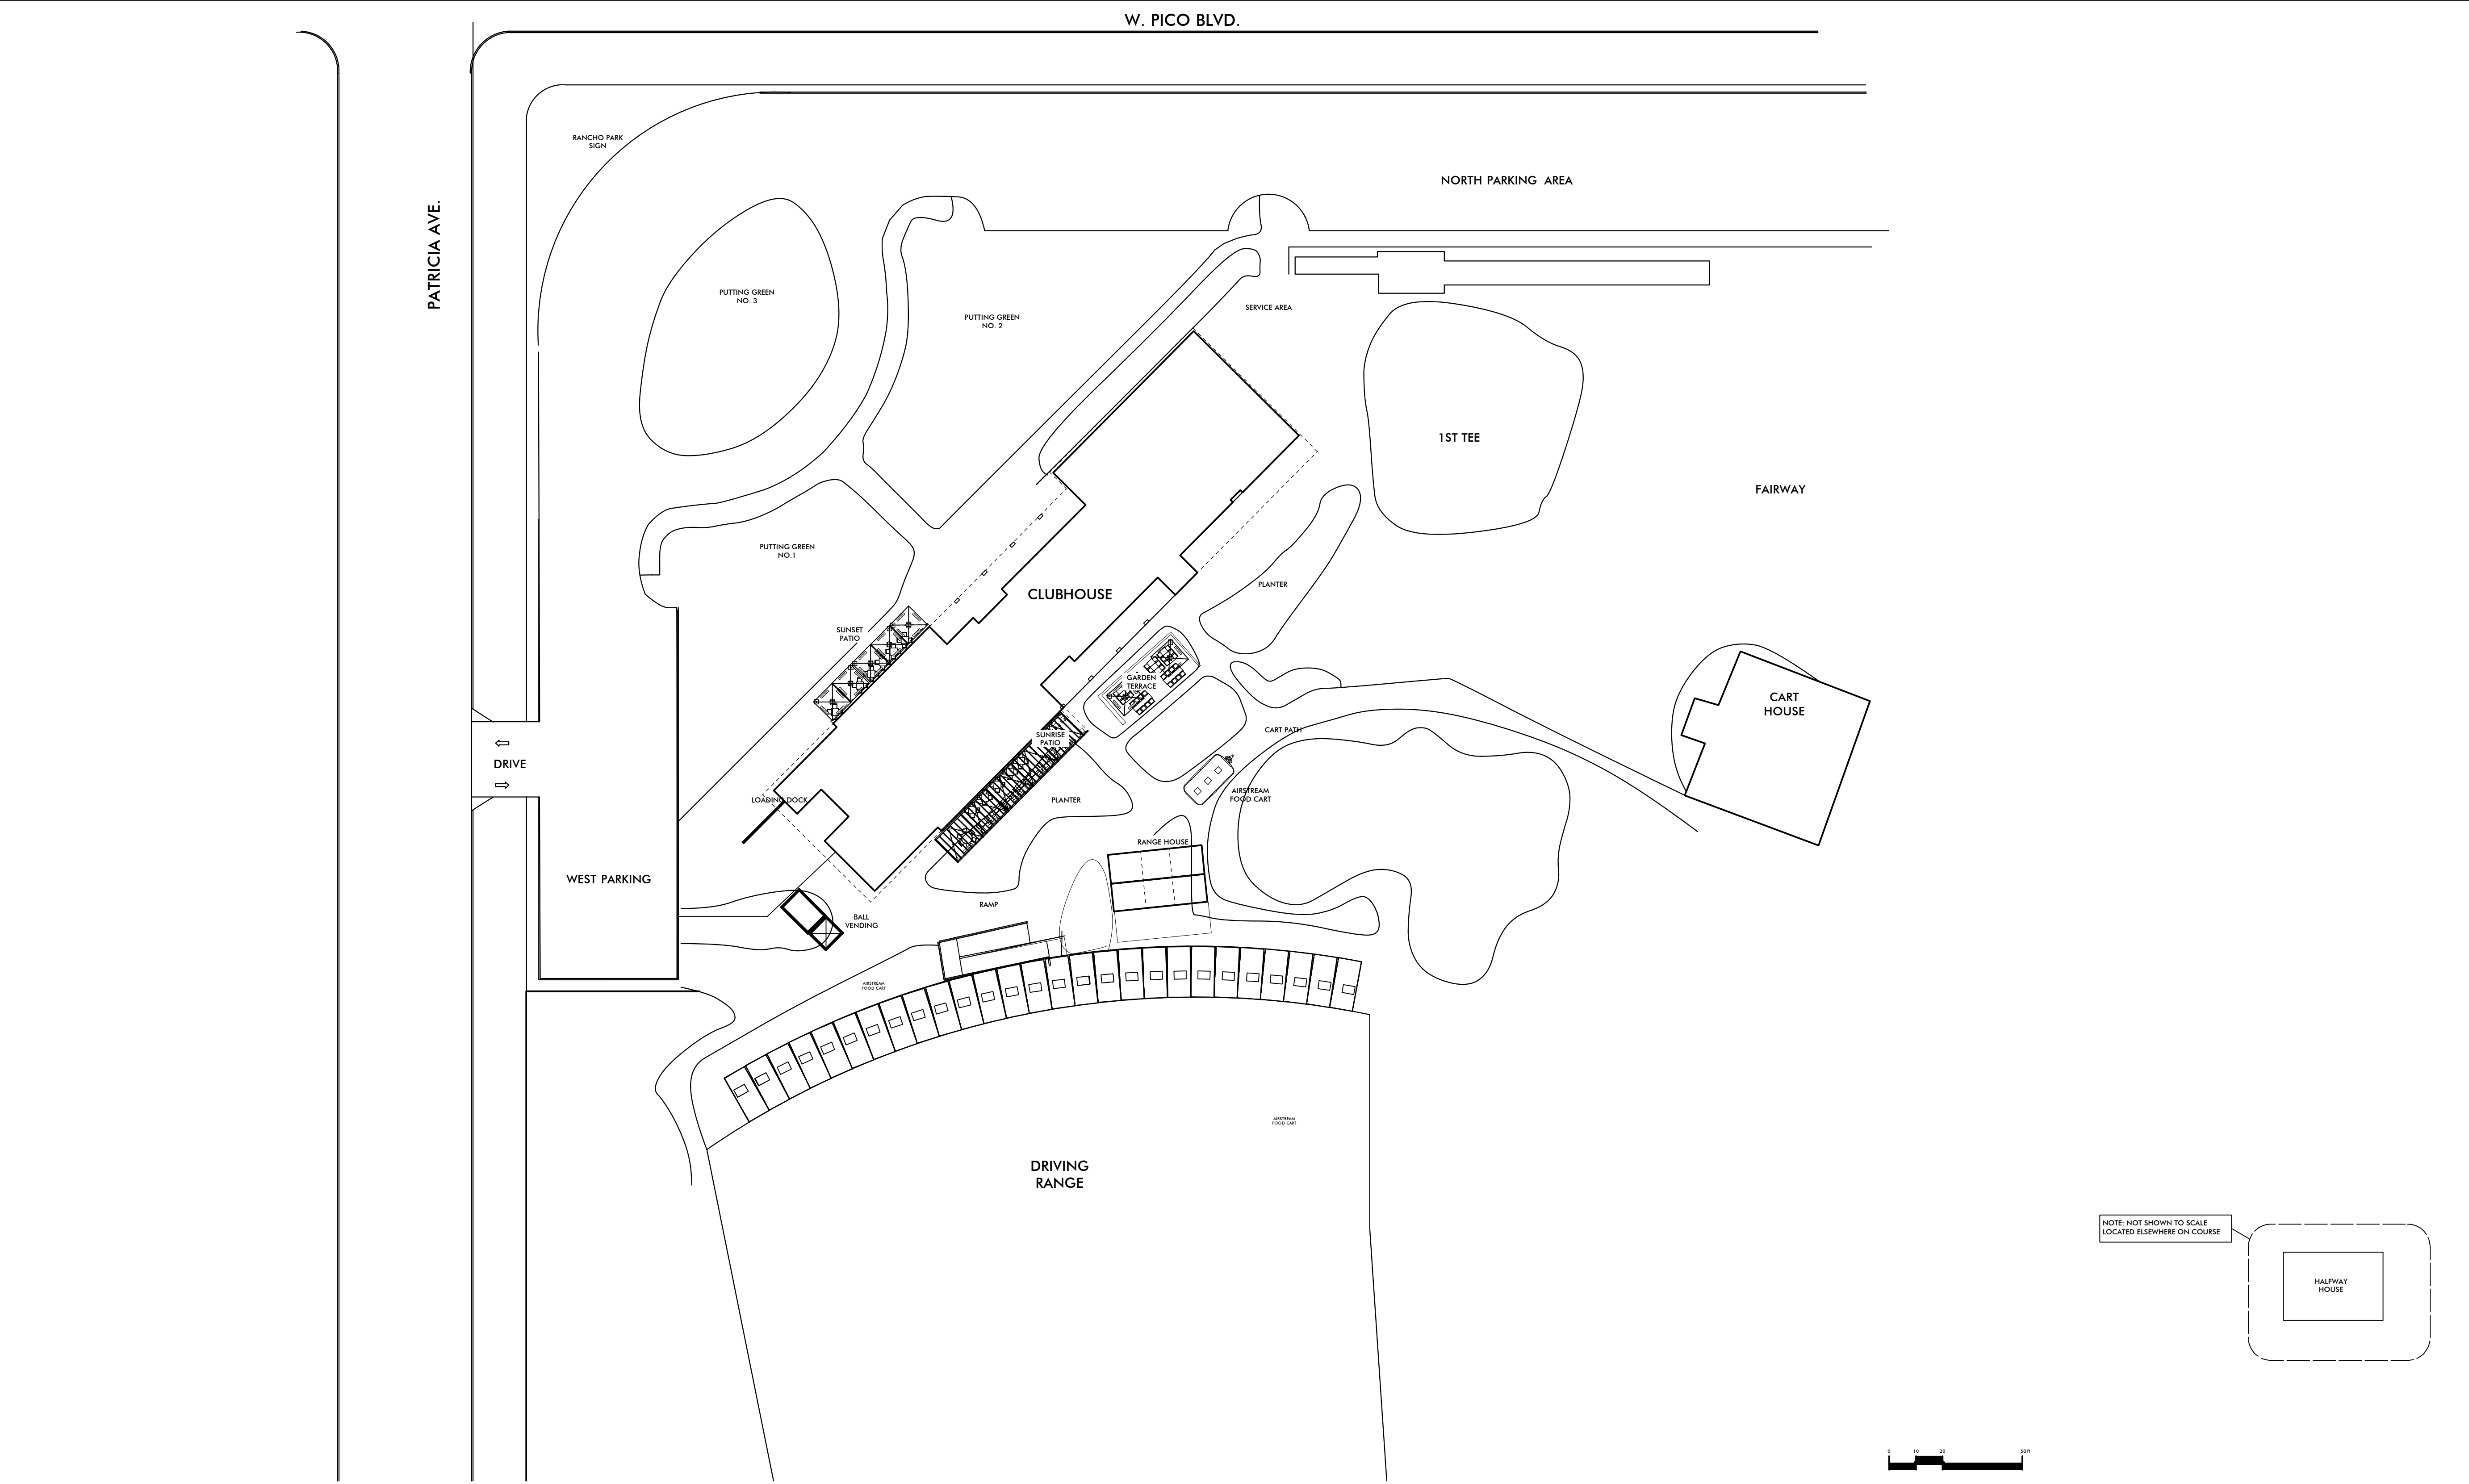 W. PICO BLVD.
RANCHO PARK
SIGN
NORTH PARKING AREA
PATRICIA AVE.
PUTTING GREEN
NO. 3
PUTTING GREEN
NO. 2
SERVICE AREA
1ST TEE
FAIRWAY
PUTTING GREEN
NO.1
PLANTER
CLUBHOUSE
SUNSET
PATIO
GARDEN
TERRACE
CART
HOUSE
CART PATH
SUNRISE
PATIO
DRIVE
LOADING DOCK
PLANTER
AIRSTREAM
FOOD CART
RANGE HOUSE
WEST PARKING
RAMP
BALL
VENDING
AIRSTREAM
FOOD CART
AIRSTREAM
FOOD CART
DRIVING
RANGE
NOTE: NOT SHOWN TO SCALE
LOCATED ELSEWHERE ON COURSE
HALFWAY
HOUSE
0 10 20 50 ft